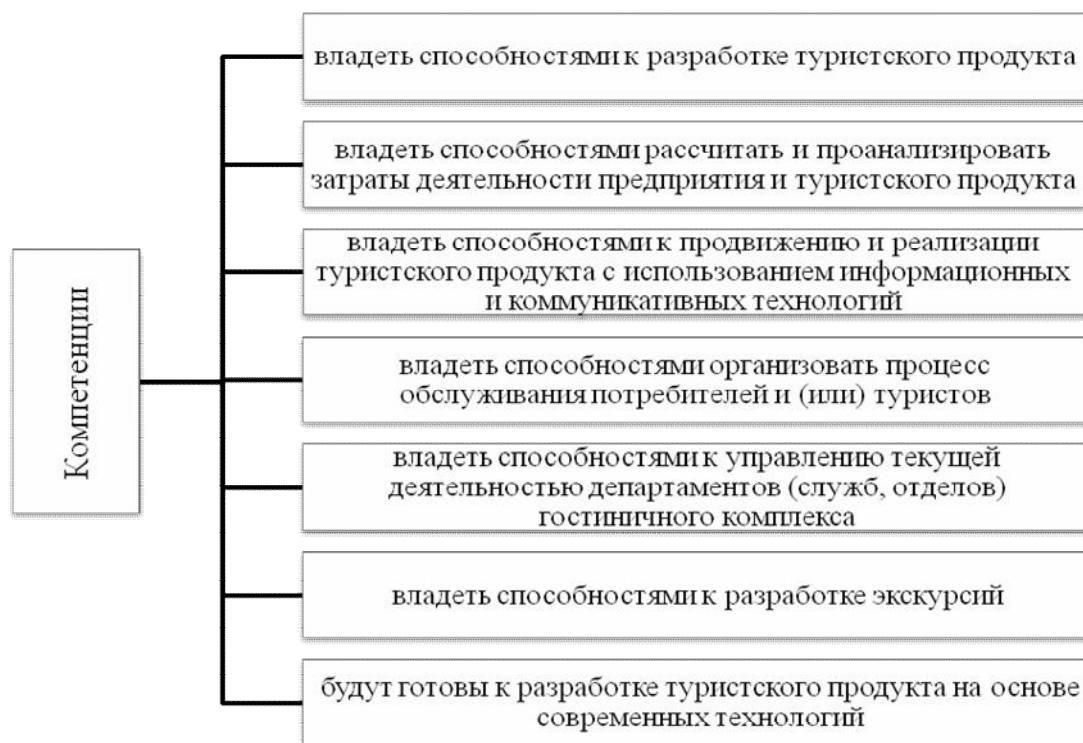 Компетенции
владеть способностями к разработке туристского продукта
владеть способностями рассчитать и проанализировать
затраты деятельности предприятия и туристского продукта
владеть способностями к продвижению и реализации
туристского продукта с использованием информационных
и коммуникативных технологий
владеть способностями организовать процесс
обслуживания потребителей и (или) туристов
владеть способностями к управлению текущей
деятельностью департаментов (служб, отделов)
гостиничного комплекса
владеть способностями к разработке экскурсий
будут готовы к разработке туристского продукта на основе
современных технологий